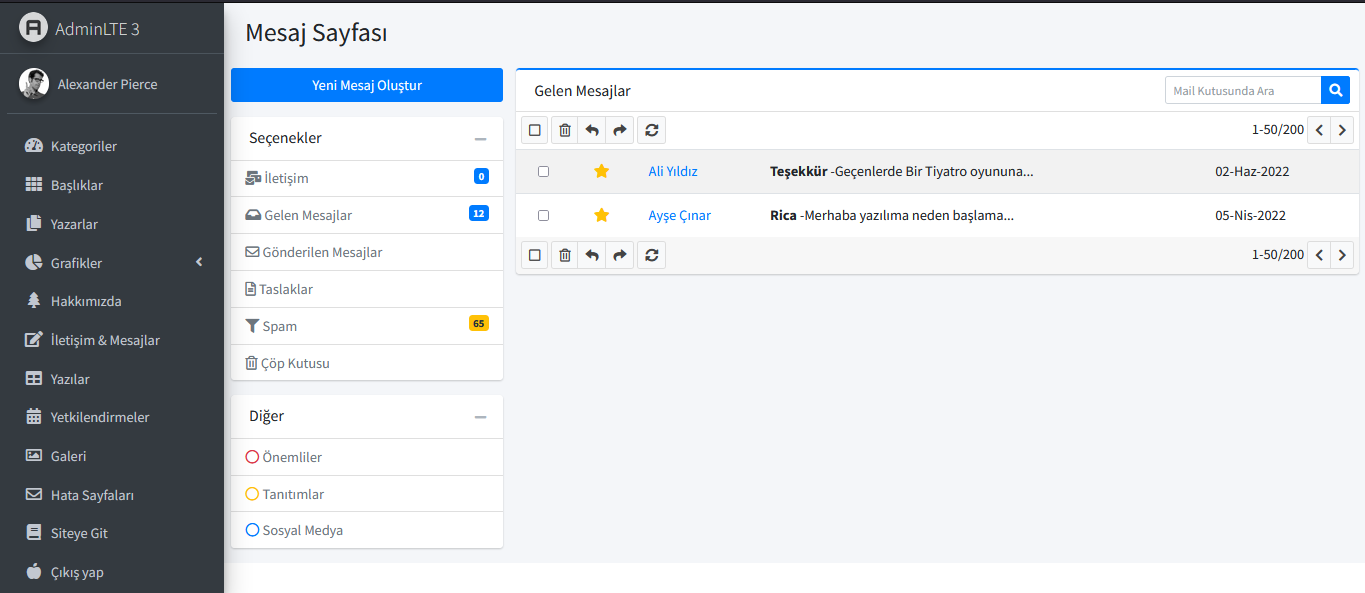 AdminLTE 3
Alexander Pierce
Kategoriler
Başlıklar
Yazarlar
Grafikler
Hakkımızda
İletişim & Mesajlar
Yazılar
Yetkilendirmeler
Galeri
Hata Sayfaları
Siteye Git
Çıkış yap
Mesaj Sayfası
Yeni Mesaj Oluştur
Seçenekler
İletişim 0
Gelen Mesajlar 12
Gönderilen Mesajlar
Taslaklar
Spam 65
Çöp Kutusu
Diğer
Önemliler
Tanıtımlar
Sosyal Medya
Gelen Mesajlar Mail Kutusunda Ara
1-50/200
Ali Yıldız Teşekkür -Geçenlerde Bir Tiyatro oyununa... 02-Haz-2022
Ayşe Çınar Rica -Merhaba yazılıma neden başlama... 05-Nis-2022
1-50/200